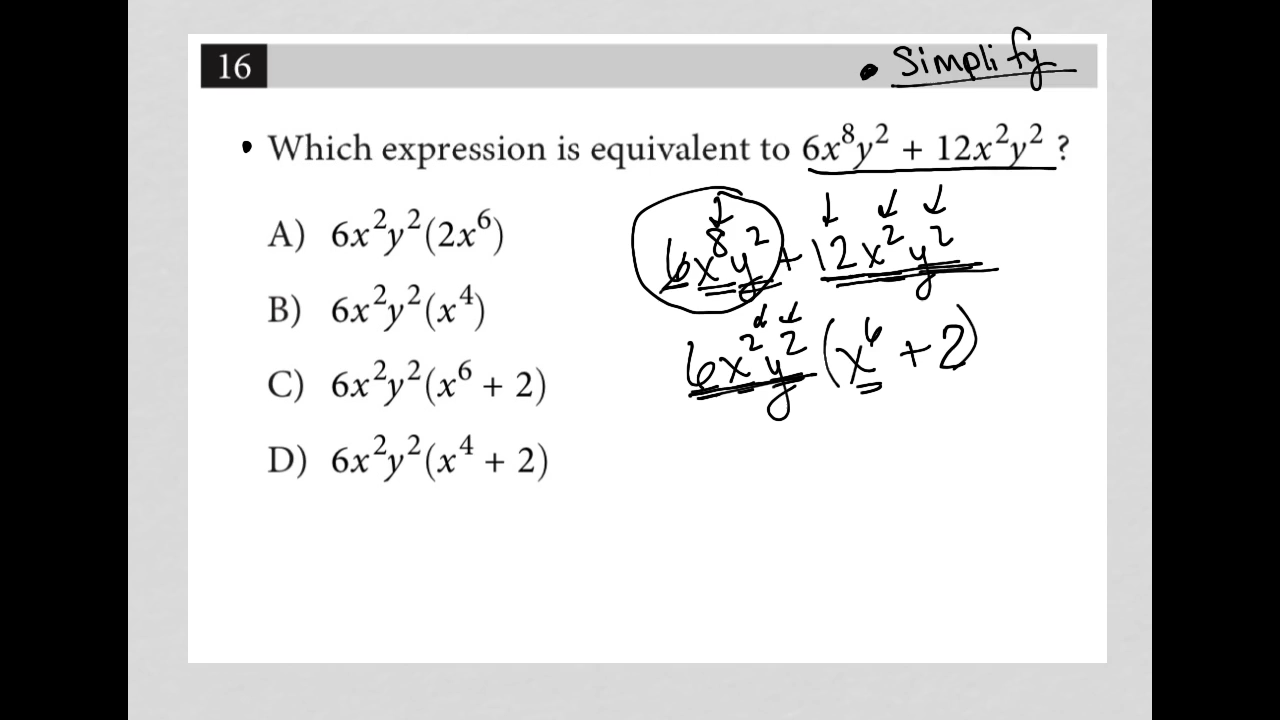 16
• Simplify
• Which expression is equivalent to 6x⁸y² + 12x²y² ?
A) 6x²y²(2x⁶)
B) 6x²y²(x⁴)
C) 6x²y²(x⁶ + 2)
D) 6x²y²(x⁴ + 2)
6x⁸y² + 12x²y²
6x²y²(x⁶ + 2)